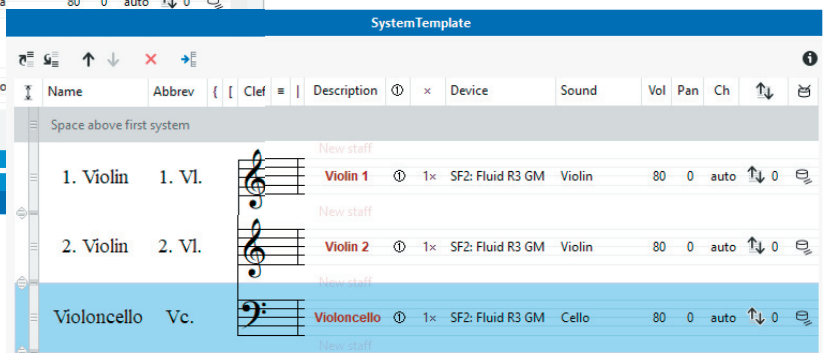 80 0 auto 0
SystemTemplate
Name Abbrev { [ Clef ≡ | Description ① × Device Sound Vol Pan Ch
Space above first system
New staff
1. Violin 1. Vl. Violin 1 ① 1× SF2: Fluid R3 GM Violin 80 0 auto 0
New staff
2. Violin 2. Vl. Violin 2 ① 1× SF2: Fluid R3 GM Violin 80 0 auto 0
New staff
Violoncello Vc. Violoncello ① 1× SF2: Fluid R3 GM Cello 80 0 auto 0
New staff